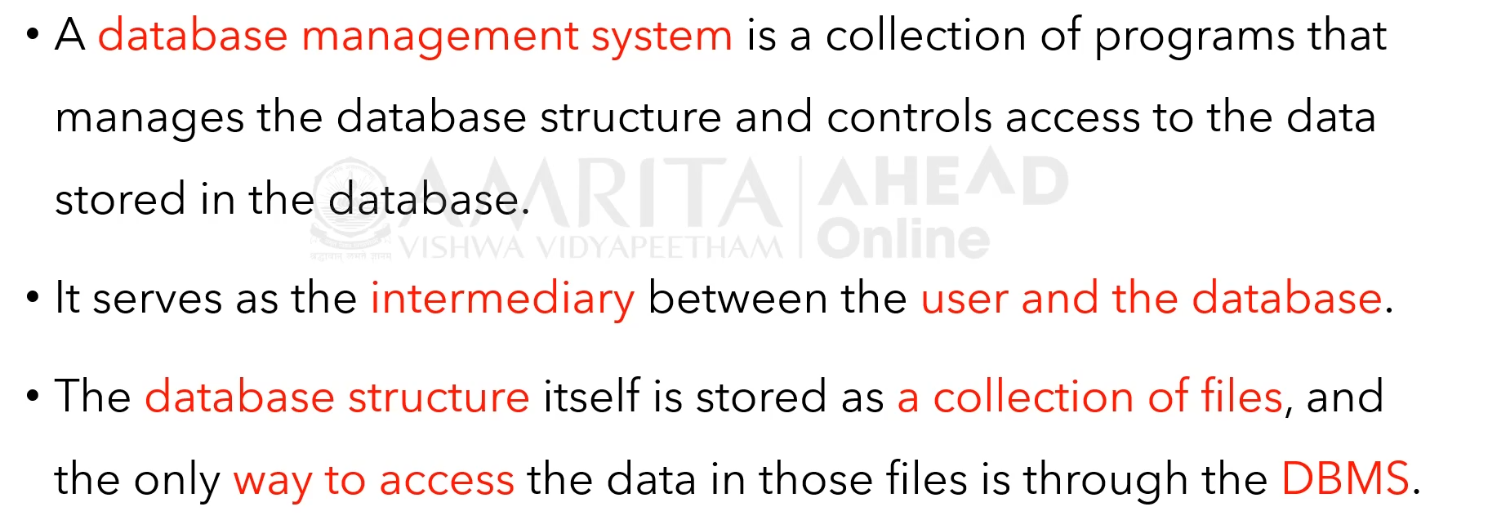 • A database management system is a collection of programs that
manages the database structure and controls access to the data
stored in the database.
AMRITA AHEAD
VISHWA VIDYAPEETHAM Online
• It serves as the intermediary between the user and the database.
• The database structure itself is stored as a collection of files, and
the only way to access the data in those files is through the DBMS.